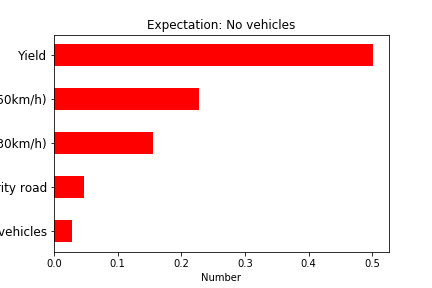 Expectation: No vehicles
Yield
50km/h)
30km/h)
rity road
vehicles
0.0 0.1 0.2 0.3 0.4 0.5
Number